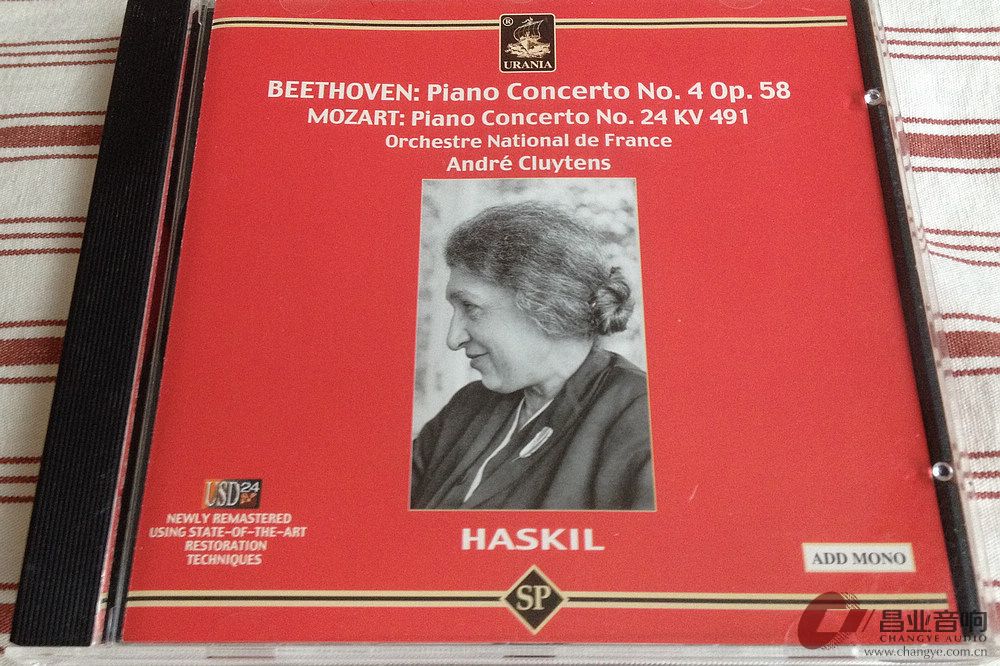 ®
URANIA
BEETHOVEN: Piano Concerto No. 4 Op. 58
MOZART: Piano Concerto No. 24 KV 491
Orchestre National de France
André Cluytens
USD24
NEWLY REMASTERED
USING STATE-OF-THE-ART
RESTORATION
TECHNIQUES
HASKIL
ADD MONO
SP
昌业音响
CHANGYE AUDIO
www.changye.com.cn